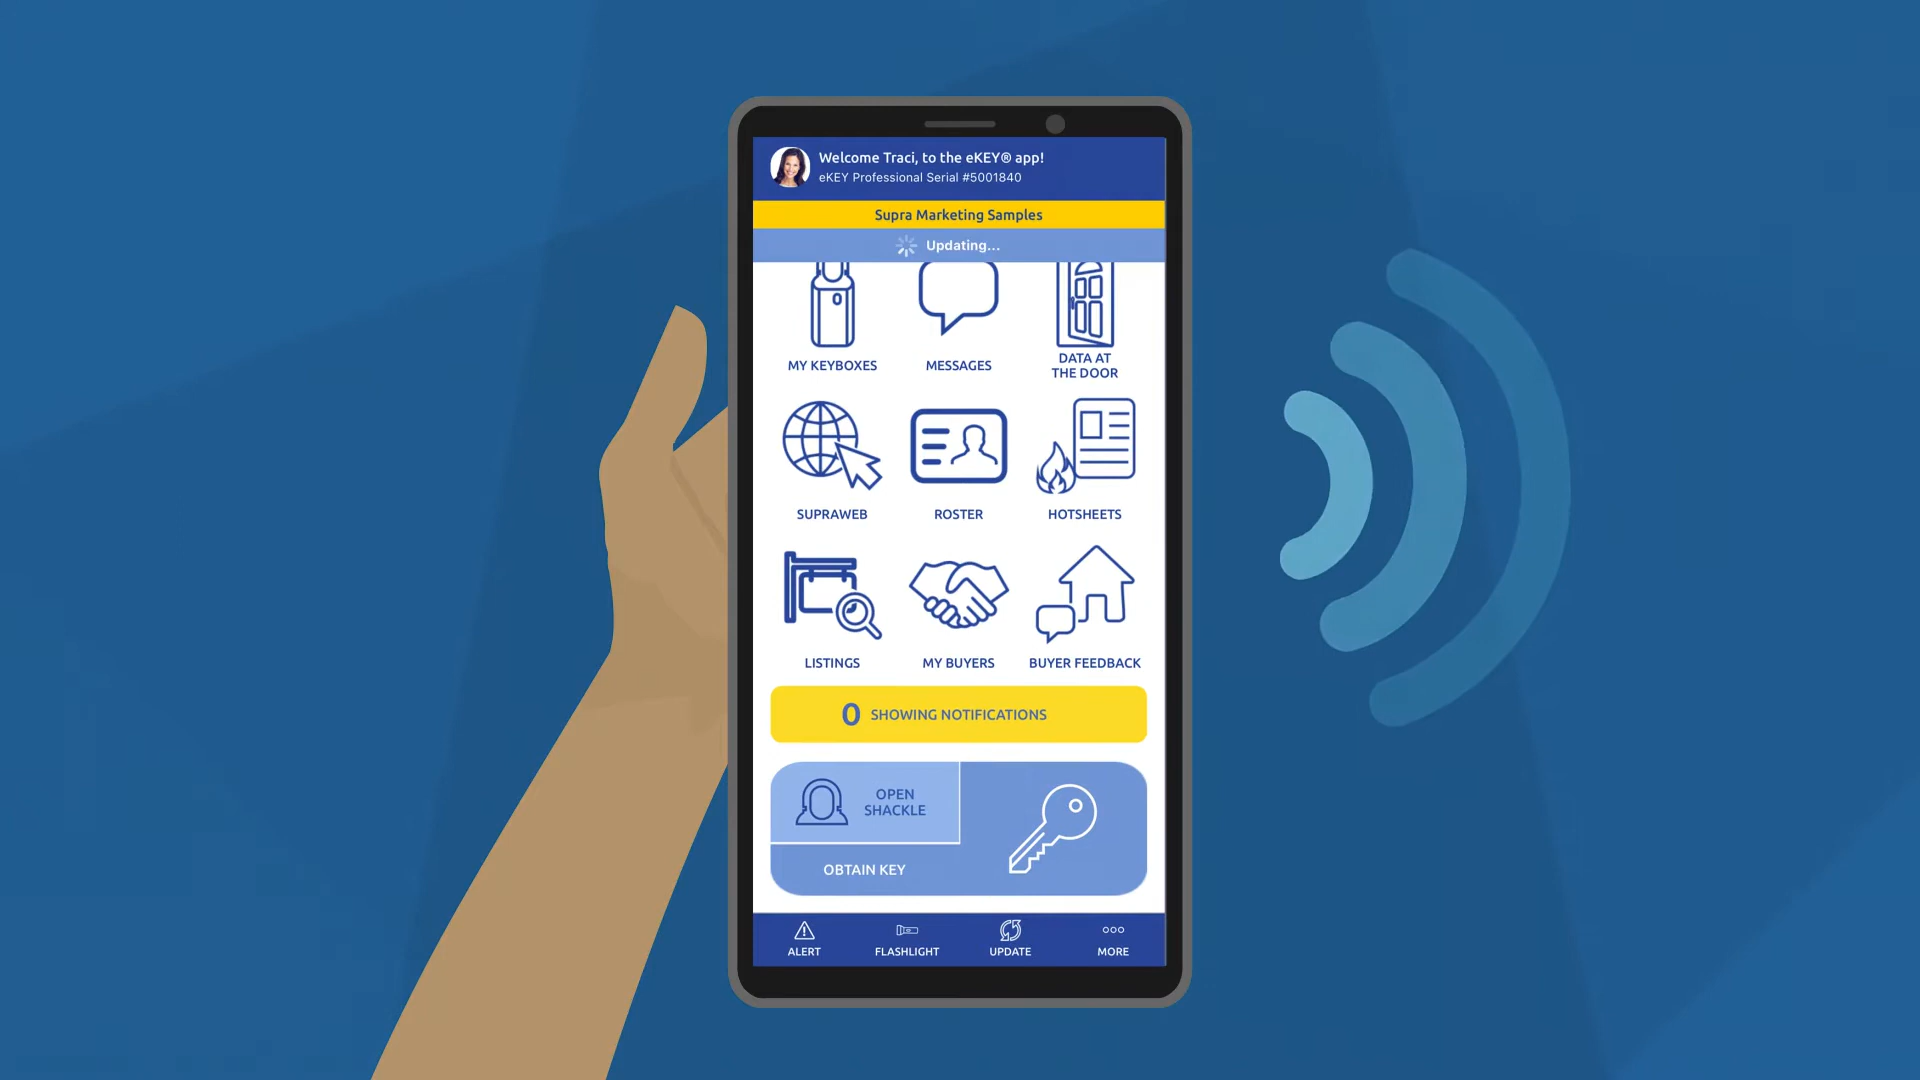 Welcome Traci, to the eKEY® app!
eKEY Professional Serial #5001840
Supra Marketing Samples
Updating...
MY KEYBOXES
MESSAGES
DATA AT
THE DOOR
SUPRAWEB
ROSTER
HOTSHEETS
LISTINGS
MY BUYERS
BUYER FEEDBACK
0 SHOWING NOTIFICATIONS
OPEN
SHACKLE
OBTAIN KEY
ALERT
FLASHLIGHT
UPDATE
MORE